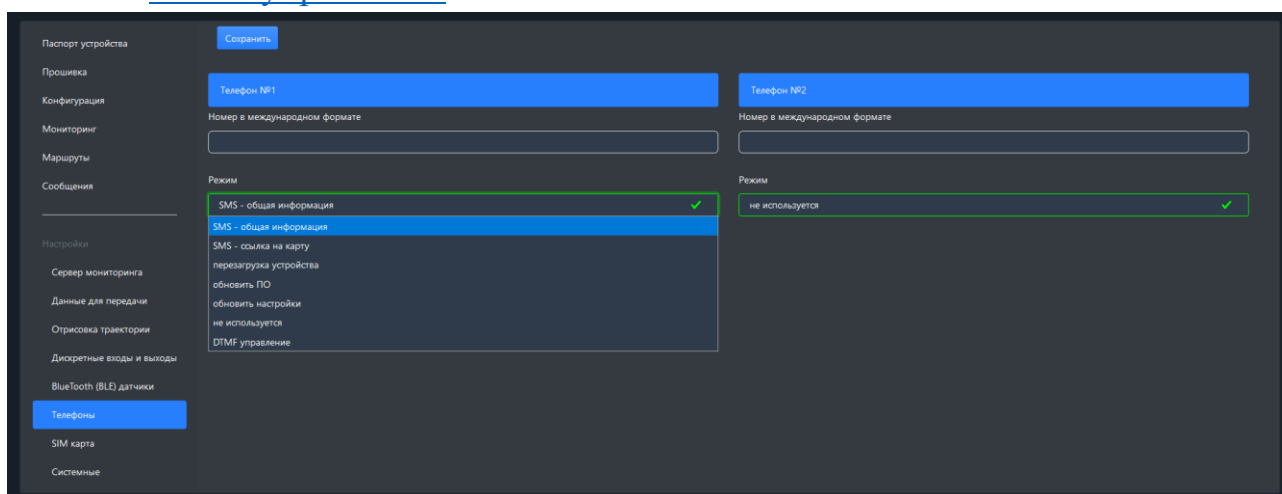 Паспорт устройства
Прошивка
Конфигурация
Мониторинг
Маршруты
Сообщения
Настройки
Сервер мониторинга
Данные для передачи
Отрисовка траектории
Дискретные входы и выходы
BlueTooth (BLE) датчики
Телефоны
SIM карта
Системные
Сохранить
Телефон №1
Номер в международном формате
Режим
SMS - общая информация
SMS - общая информация
SMS - ссылка на карту
перезагрузка устройства
обновить ПО
обновить настройки
не используется
DTMF управление
Телефон №2
Номер в международном формате
Режим
не используется